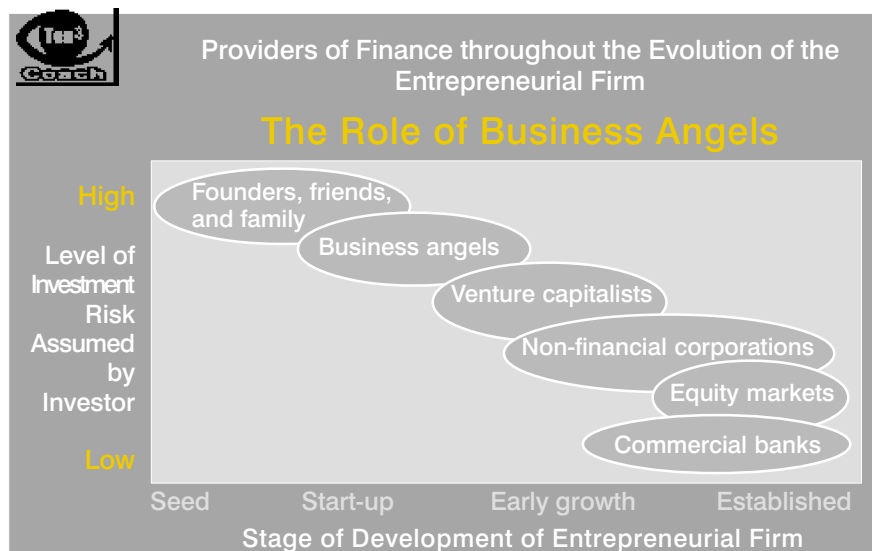 Ten³
Coach
Providers of Finance throughout the Evolution of the
Entrepreneurial Firm
The Role of Business Angels
High
Level of
Investment
Risk
Assumed
by
Investor
Low
Founders, friends,
and family
Business angels
Venture capitalists
Non-financial corporations
Equity markets
Commercial banks
Seed
Start-up
Early growth
Established
Stage of Development of Entrepreneurial Firm